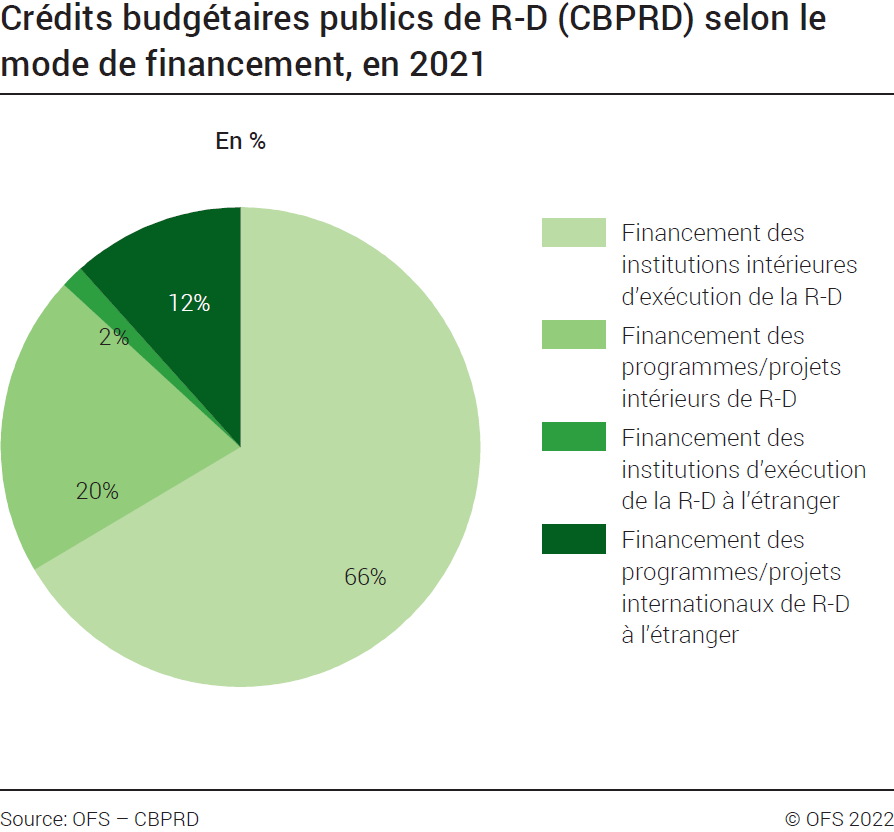 Crédits budgétaires publics de R-D (CBPRD) selon le
mode de financement, en 2021
En %
12%
2%
20%
66%
Financement des
institutions intérieures
d'exécution de la R-D
Financement des
programmes/projets
intérieurs de R-D
Financement des
institutions d'exécution
de la R-D à l'étranger
Financement des
programmes/projets
internationaux de R-D
à l'étranger
Source: OFS – CBPRD
© OFS 2022